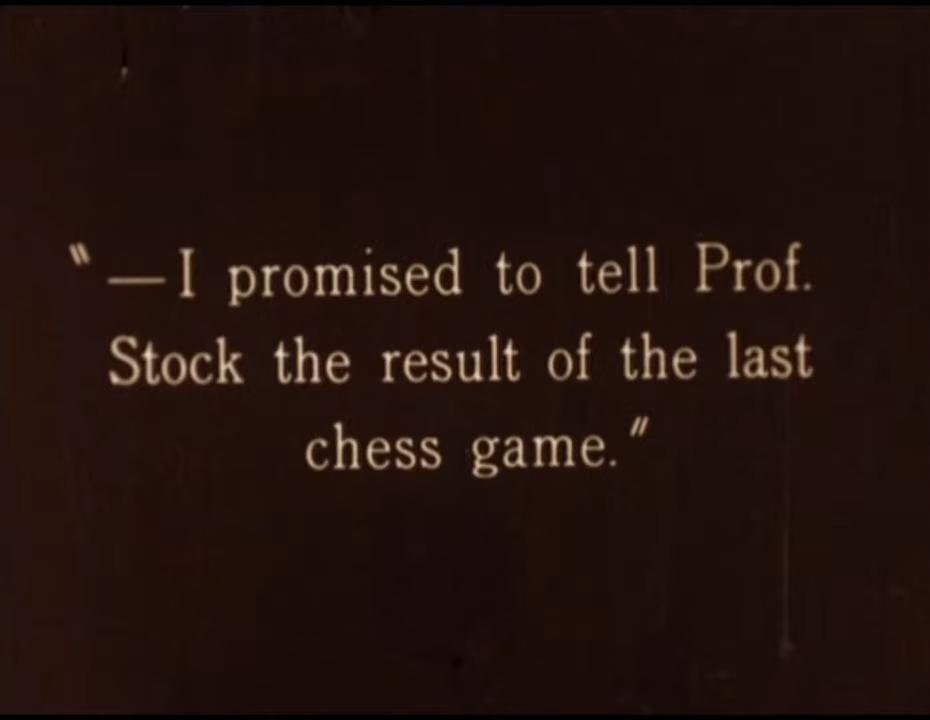 "—I promised to tell Prof.
Stock the result of the last
chess game."